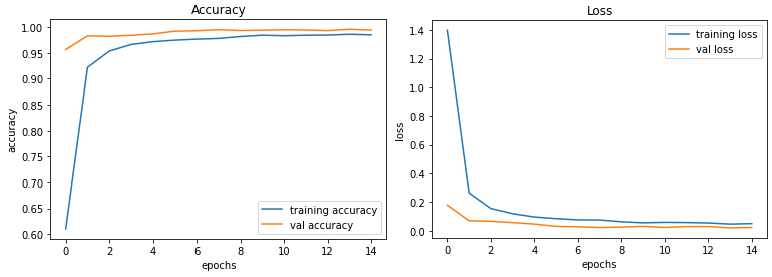 Accuracy
1.00
0.95
0.90
0.85
0.80
0.75
0.70
0.65
0.60
accuracy
0 2 4 6 8 10 12 14
epochs
training accuracy
val accuracy
Loss
1.4
1.2
1.0
0.8
0.6
0.4
0.2
0.0
loss
0 2 4 6 8 10 12 14
epochs
training loss
val loss